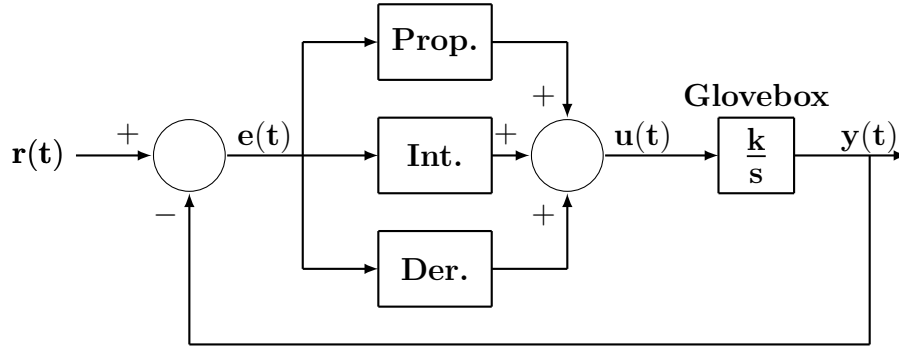 Prop.
+
Glovebox
r(t)
+
e(t)
Int.
+
u(t)
k
s
y(t)
−
+
Der.